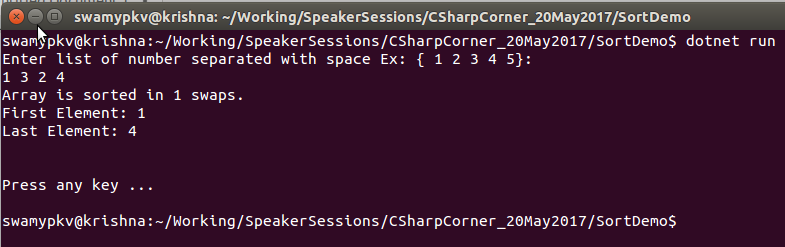 swamypkv@krishna: ~/Working/SpeakerSessions/CSharpCorner_20May2017/SortDemo
swamypkv@krishna:~/Working/SpeakerSessions/CSharpCorner_20May2017/SortDemo$ dotnet run
Enter list of number separated with space Ex: { 1 2 3 4 5}:
1 3 2 4
Array is sorted in 1 swaps.
First Element: 1
Last Element: 4
Press any key ...
swamypkv@krishna:~/Working/SpeakerSessions/CSharpCorner_20May2017/SortDemo$